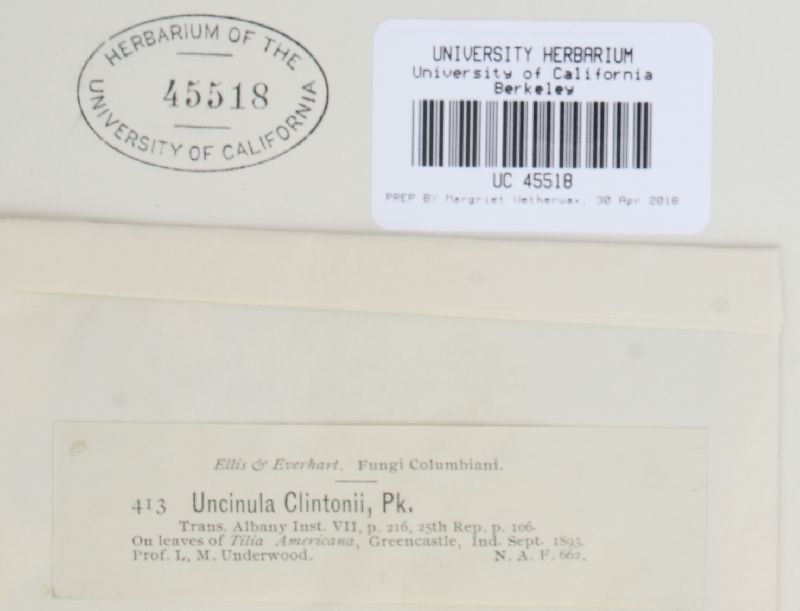 HERBARIUM OF THE
45518
UNIVERSITY OF CALIFORNIA
UNIVERSITY HERBARIUM
University of California
Berkeley
UC 45518
PREP BY Margriet Wetherwax, 30 Apr 2018
Ellis & Everhart. Fungi Columbiani.
413 Uncinula Clintonii, Pk.
Trans. Albany Inst. VII, p. 216, 25th Rep. p. 106.
On leaves of Tilia Americana, Greencastle, Ind. Sept. 1893.
Prof. L, M. Underwood. N. A. F. 662.